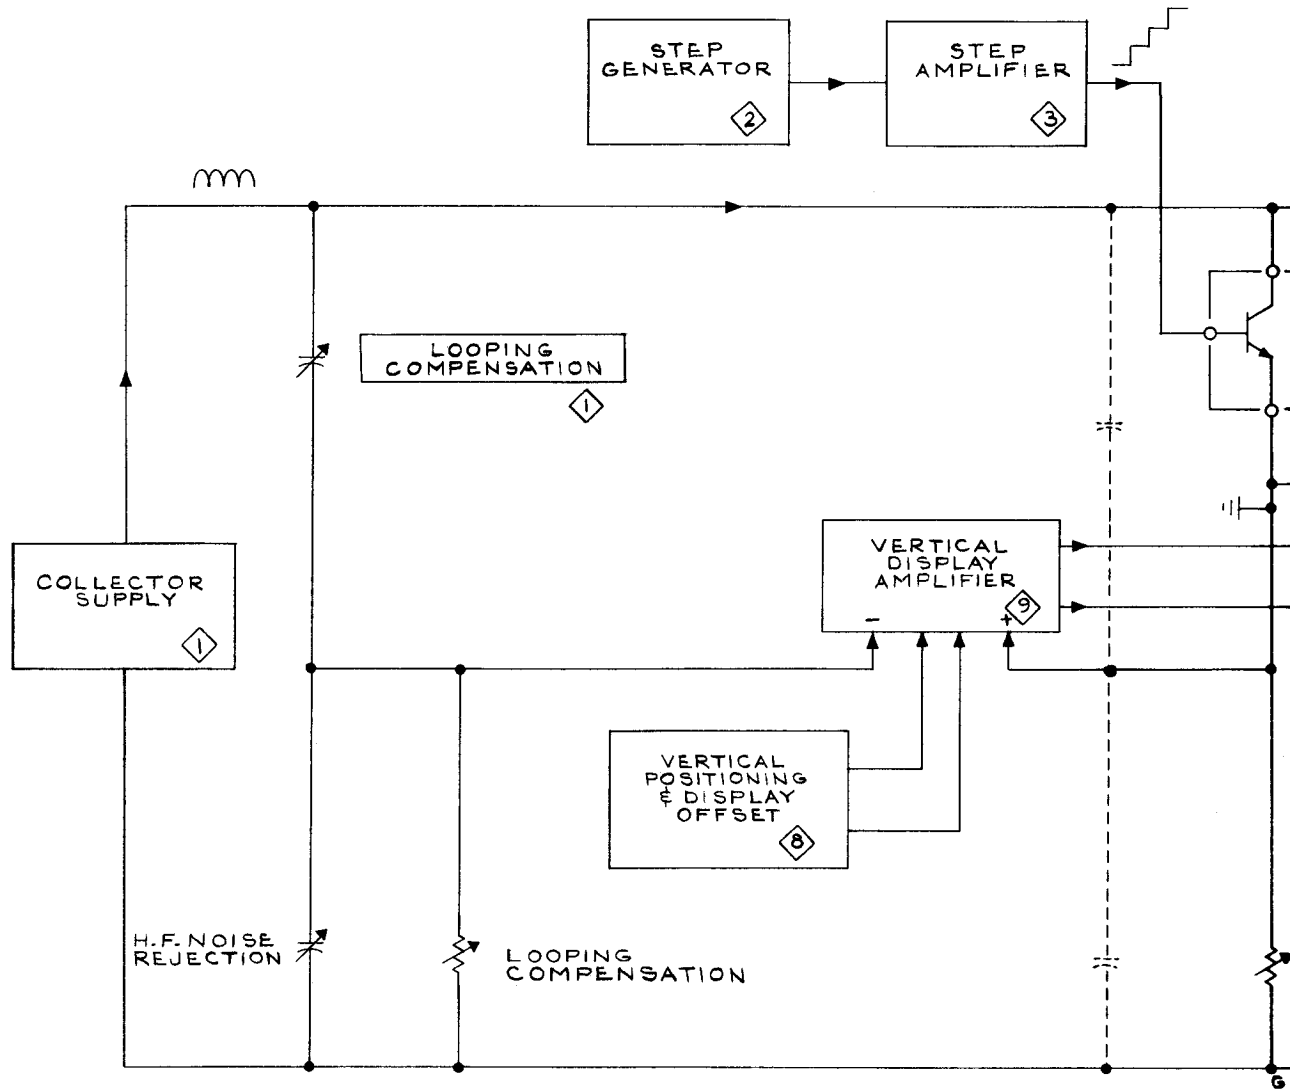 STEP
GENERATOR
2
STEP
AMPLIFIER
3
LOOPING
COMPENSATION
1
COLLECTOR
SUPPLY
1
VERTICAL
DISPLAY
AMPLIFIER
9
-
+
VERTICAL
POSITIONING
& DISPLAY
OFFSET
8
H.F. NOISE
REJECTION
LOOPING
COMPENSATION
G